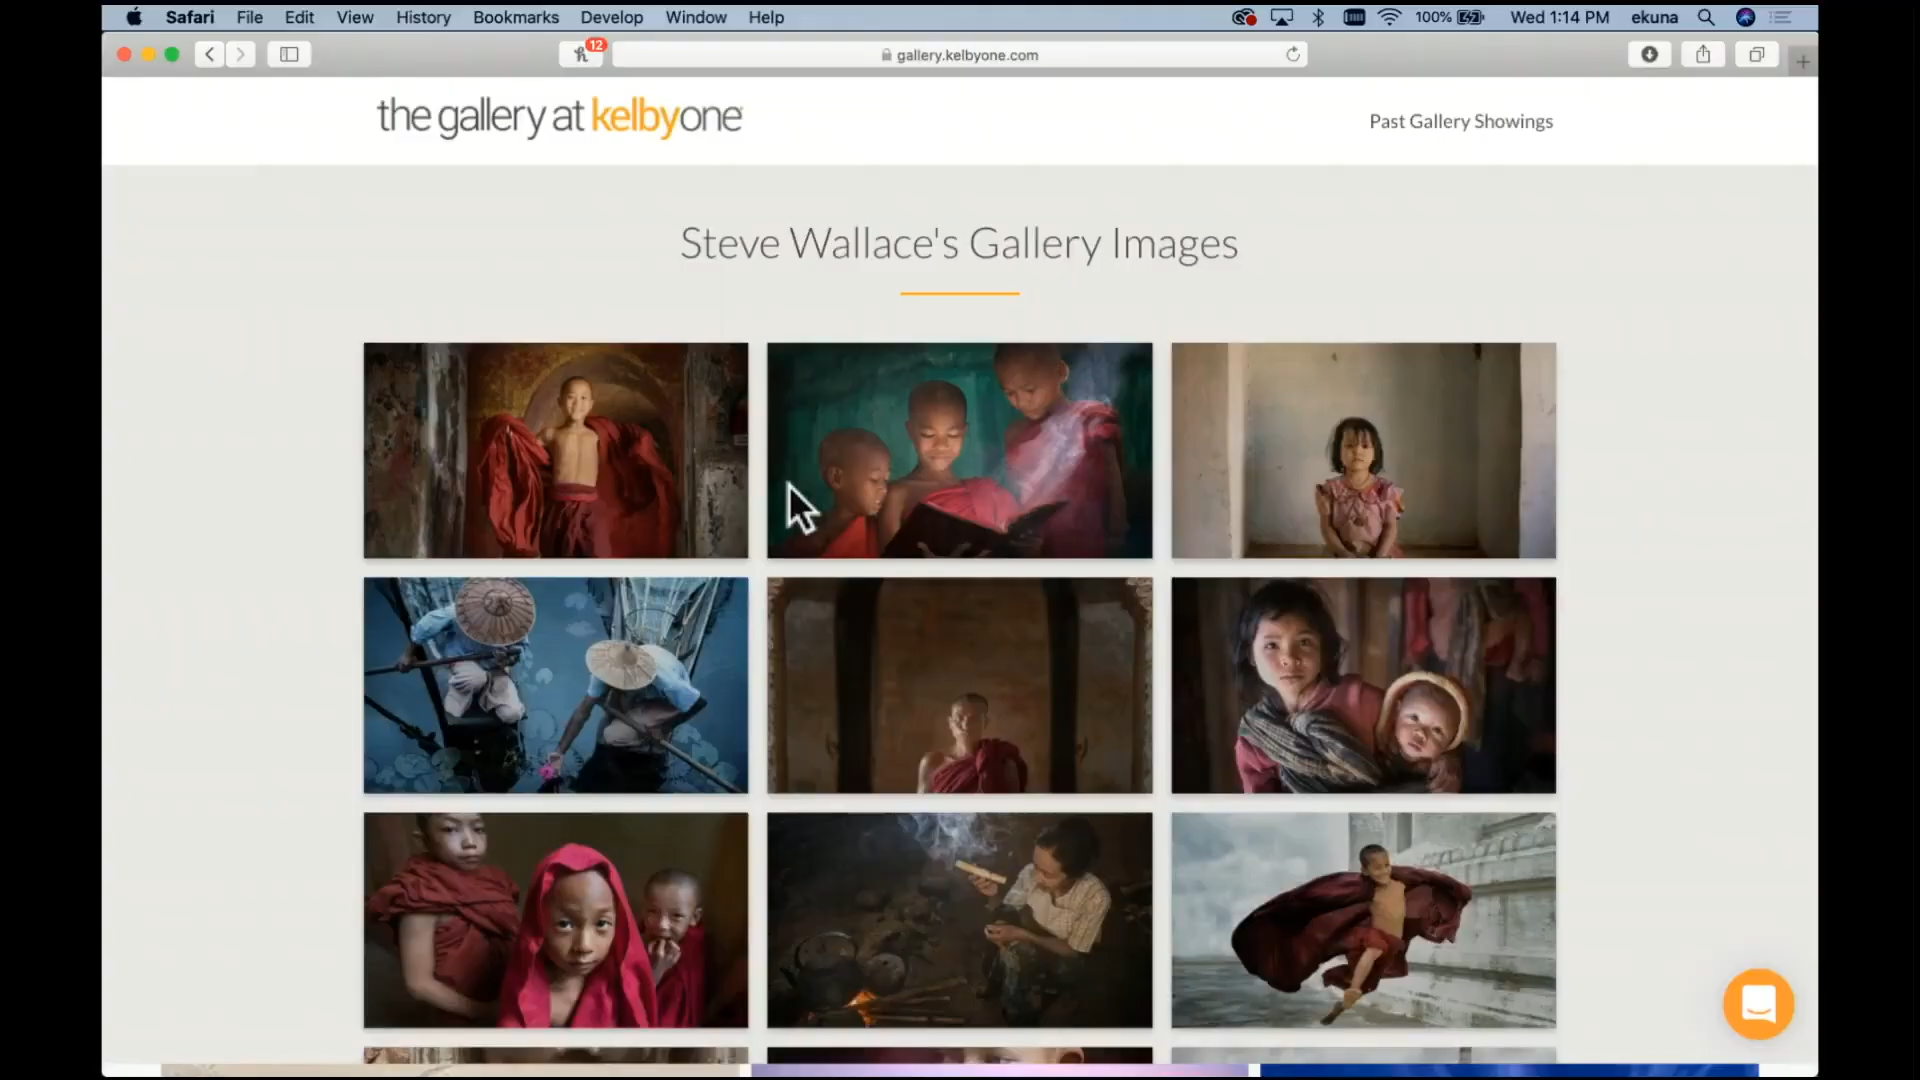 Safari File Edit View History Bookmarks Develop Window Help 100% Wed 1:14 PM ekuna
12 gallery.kelbyone.com
the gallery at kelbyone Past Gallery Showings
Steve Wallace's Gallery Images